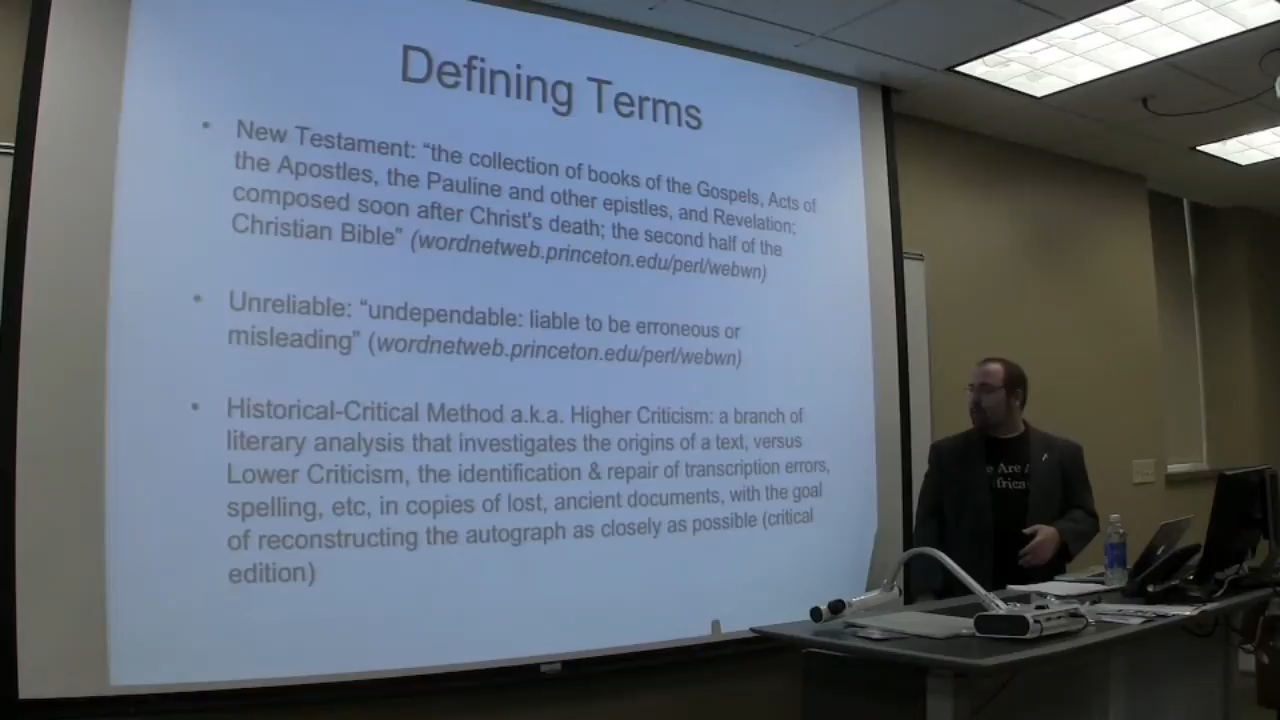 Defining Terms
• New Testament: “the collection of books of the Gospels, Acts of
the Apostles, the Pauline and other epistles, and Revelation;
composed soon after Christ's death; the second half of the
Christian Bible” (wordnetweb.princeton.edu/perl/webwn)
• Unreliable: “undependable: liable to be erroneous or
misleading” (wordnetweb.princeton.edu/perl/webwn)
• Historical-Critical Method a.k.a. Higher Criticism: a branch of
literary analysis that investigates the origins of a text, versus
Lower Criticism, the identification & repair of transcription errors,
spelling, etc, in copies of lost, ancient documents, with the goal
of reconstructing the autograph as closely as possible (critical
edition)
e Are A
frica